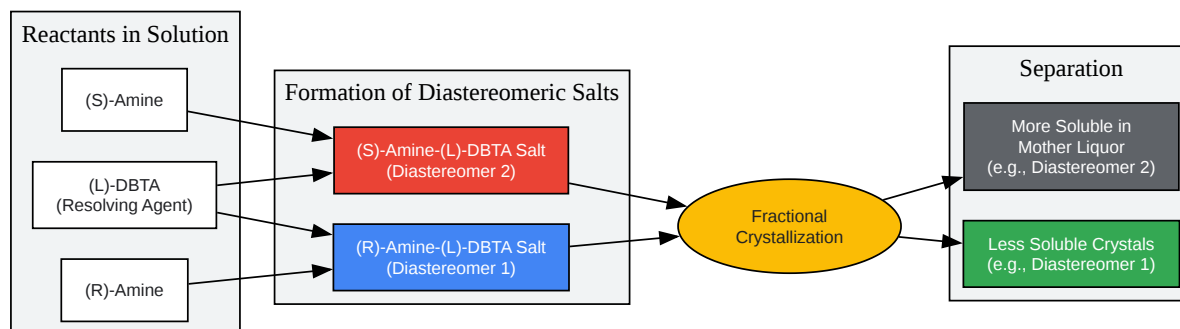 Reactants in Solution
(S)-Amine
(L)-DBTA
(Resolving Agent)
(R)-Amine
Formation of Diastereomeric Salts
(S)-Amine-(L)-DBTA Salt
(Diastereomer 2)
(R)-Amine-(L)-DBTA Salt
(Diastereomer 1)
Fractional
Crystallization
Separation
More Soluble in
Mother Liquor
(e.g., Diastereomer 2)
Less Soluble Crystals
(e.g., Diastereomer 1)